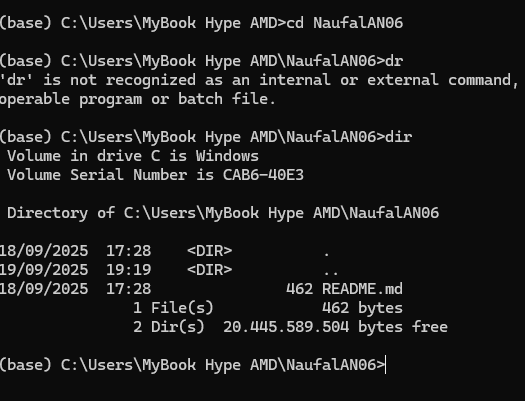 (base) C:\Users\MyBook Hype AMD>cd NaufalAN06
(base) C:\Users\MyBook Hype AMD\NaufalAN06>dr
'dr' is not recognized as an internal or external command,
operable program or batch file.
(base) C:\Users\MyBook Hype AMD\NaufalAN06>dir
Volume in drive C is Windows
Volume Serial Number is CAB6-40E3
Directory of C:\Users\MyBook Hype AMD\NaufalAN06
18/09/2025  17:28    <DIR>          .
19/09/2025  19:19    <DIR>          ..
18/09/2025  17:28               462 README.md
1 File(s)            462 bytes
2 Dir(s)  20.445.589.504 bytes free
(base) C:\Users\MyBook Hype AMD\NaufalAN06>